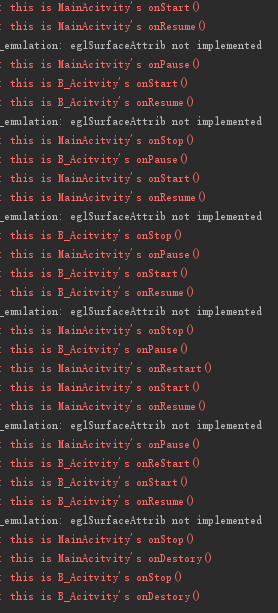 : this is MainAcitvity's onStart()
: this is MainAcitvity's onResume()
_emulation: eglSurfaceAttrib not implemented
: this is MainAcitvity's onPause()
: this is B_Acitvity's onStart()
: this is B_Acitvity's onResume()
_emulation: eglSurfaceAttrib not implemented
: this is MainAcitvity's onStop()
: this is B_Acitvity's onPause()
: this is MainAcitvity's onStart()
: this is MainAcitvity's onResume()
_emulation: eglSurfaceAttrib not implemented
: this is B_Acitvity's onStop()
: this is MainAcitvity's onPause()
: this is B_Acitvity's onStart()
: this is B_Acitvity's onResume()
_emulation: eglSurfaceAttrib not implemented
: this is MainAcitvity's onStop()
: this is B_Acitvity's onPause()
: this is MainAcitvity's onRestart()
: this is MainAcitvity's onStart()
: this is MainAcitvity's onResume()
_emulation: eglSurfaceAttrib not implemented
: this is MainAcitvity's onPause()
: this is B_Acitvity's onReStart()
: this is B_Acitvity's onStart()
: this is B_Acitvity's onResume()
_emulation: eglSurfaceAttrib not implemented
: this is MainAcitvity's onStop()
: this is MainAcitvity's onDestory()
: this is B_Acitvity's onStop()
: this is B_Acitvity's onDestory()